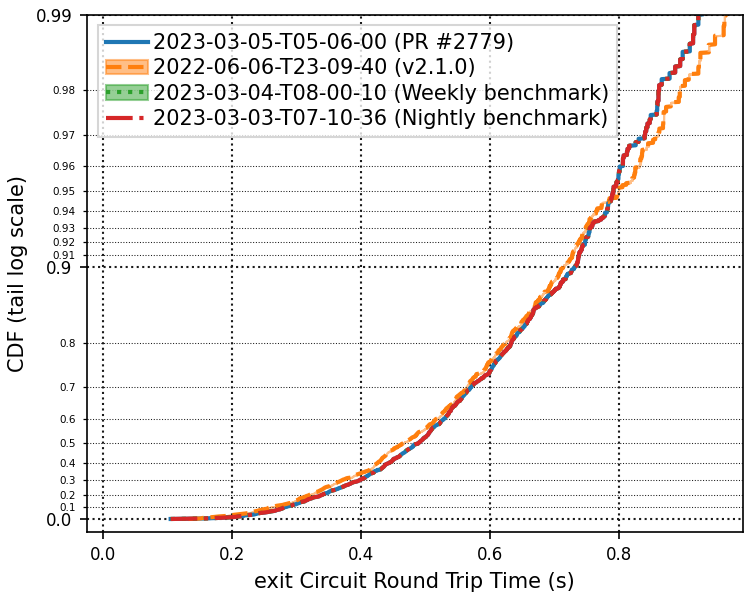 2023-03-05-T05-06-00 (PR #2779)
2022-06-06-T23-09-40 (v2.1.0)
2023-03-04-T08-00-10 (Weekly benchmark)
2023-03-03-T07-10-36 (Nightly benchmark)
CDF (tail log scale)
0.99
0.98
0.97
0.96
0.95
0.94
0.93
0.92
0.91
0.9
0.8
0.7
0.6
0.5
0.4
0.3
0.2
0.1
0.0
0.0 0.2 0.4 0.6 0.8
exit Circuit Round Trip Time (s)